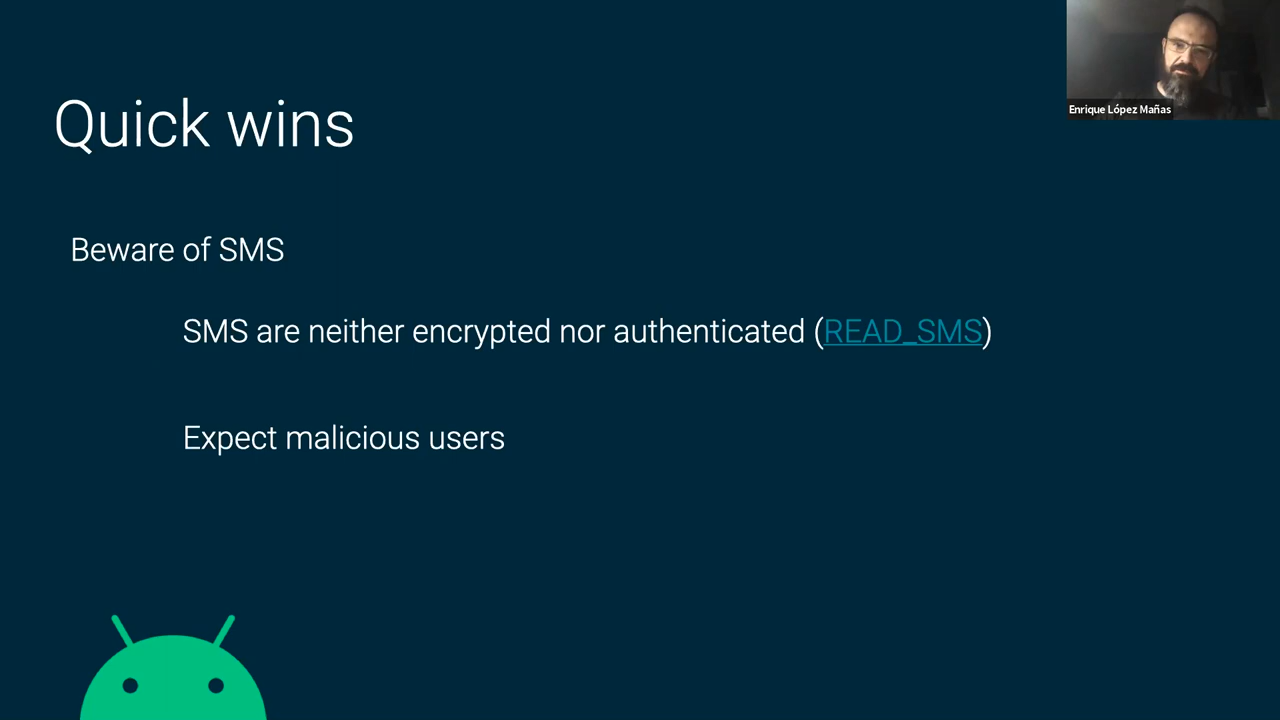 Enrique López Mañas
Quick wins
Beware of SMS
SMS are neither encrypted nor authenticated (READ_SMS)
Expect malicious users